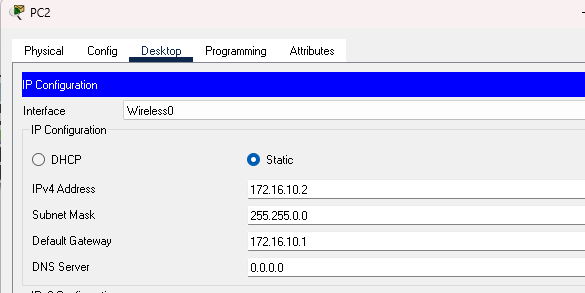 PC2
Physical Config Desktop Programming Attributes
IP Configuration
Interface Wireless0
IP Configuration
DHCP Static
IPv4 Address 172.16.10.2
Subnet Mask 255.255.0.0
Default Gateway 172.16.10.1
DNS Server 0.0.0.0